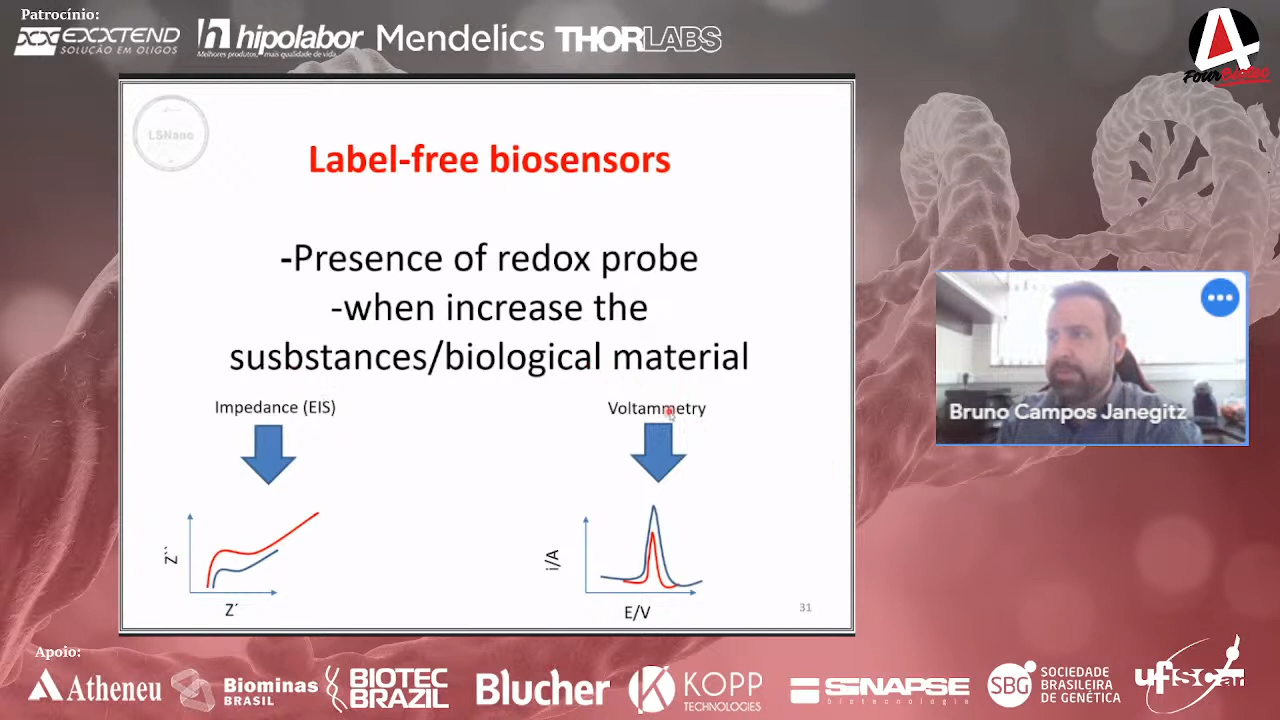 Patrocínio:
EXXTEND
SOLUÇÃO EM OLIGOS
hipolabor
Melhores produtos, mais qualidade de vida.
Mendelics
THORLABS
FourBiotec
LSNano
Label-free biosensors
-Presence of redox probe
-when increase the
susbstances/biological material
Impedance (EIS)
Voltammetry
Z´´
Z´
i/A
E/V
31
Bruno Campos Janegitz
Apoio:
Atheneu
Biominas
BRASIL
BIOTEC
BRAZIL
Blucher
KOPP
TECHNOLOGIES
SINAPSE
biotecnologia
SBG
SOCIEDADE
BRASILEIRA
DE GENÉTICA
ufscar